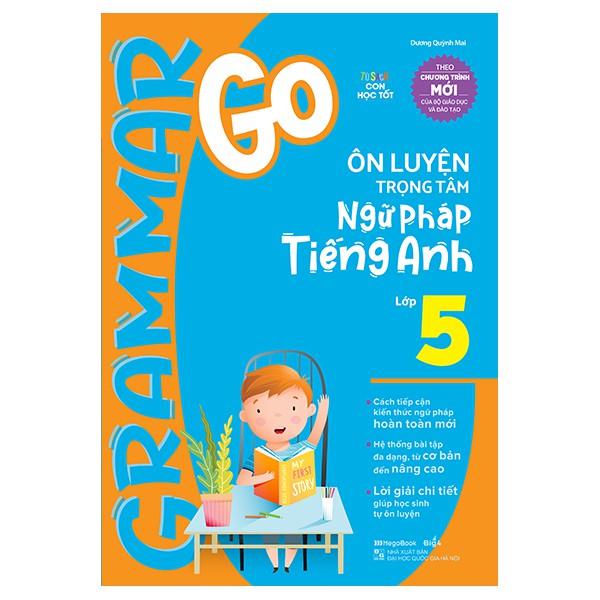 Dương Quỳnh Mai
GRAMMAR
GO
TỦ SÁCH
CON
HỌC TỐT
THEO
CHƯƠNG TRÌNH
MỚI
CỦA BỘ GIÁO DỤC
VÀ ĐÀO TẠO
ÔN LUYỆN
TRỌNG TÂM
Ngữ pháp
Tiếng Anh
Lớp 5
Cách tiếp cận
kiến thức ngữ pháp
hoàn toàn mới
Hệ thống bài tập
đa dạng, từ cơ bản
đến nâng cao
Lời giải chi tiết
giúp học sinh
tự ôn luyện
MY
FIRST
STORY
MegaBook Big4
NHÀ XUẤT BẢN
ĐẠI HỌC QUỐC GIA HÀ NỘI